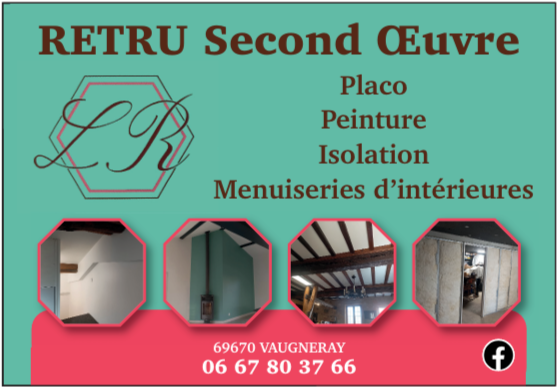 RETRU Second Œuvre
LR
Placo
Peinture
Isolation
Menuiseries d'intérieures
69670 VAUGNERAY
06 67 80 37 66